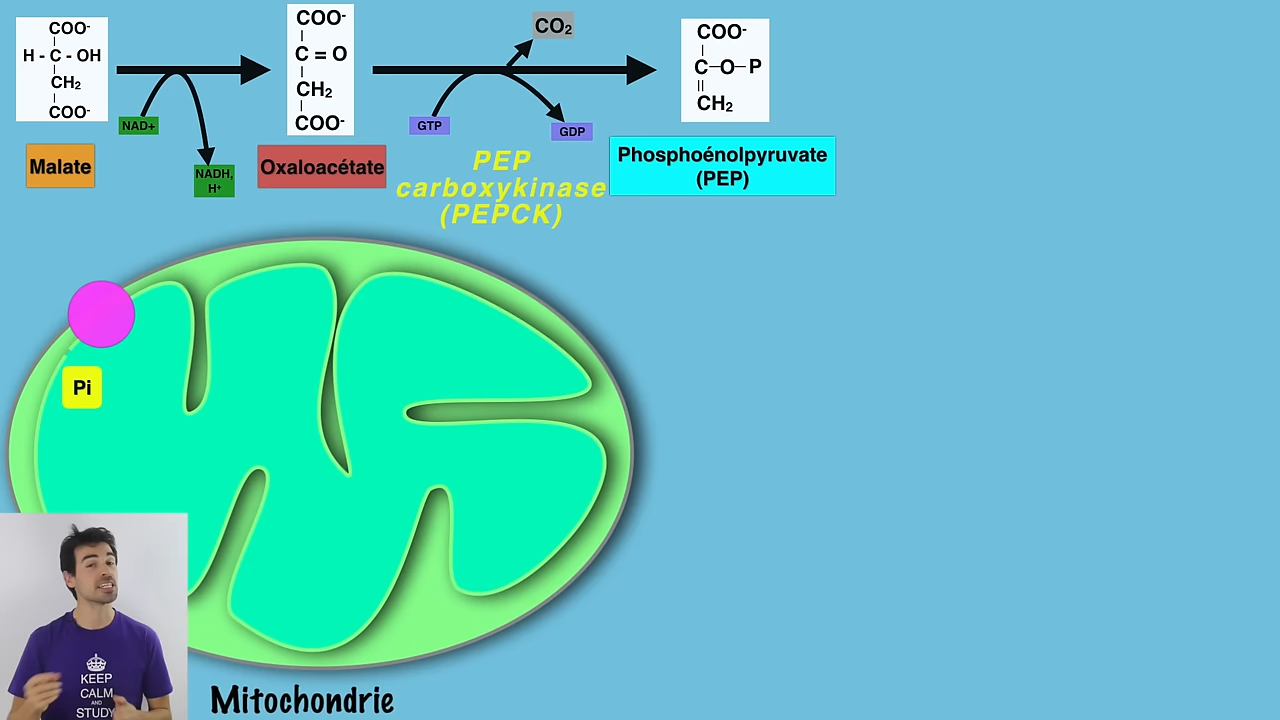 COO-
H - C - OH
CH₂
COO-
NAD+
NADH,
H+
Malate
COO-
C = O
CH₂
COO-
Oxaloacétate
GTP
CO₂
GDP
PEP
carboxykinase
(PEPCK)
COO-
C-O-P
CH₂
Phosphoénolpyruvate
(PEP)
Pi
KEEP
CALM
AND
STUDY
Mitochondrie